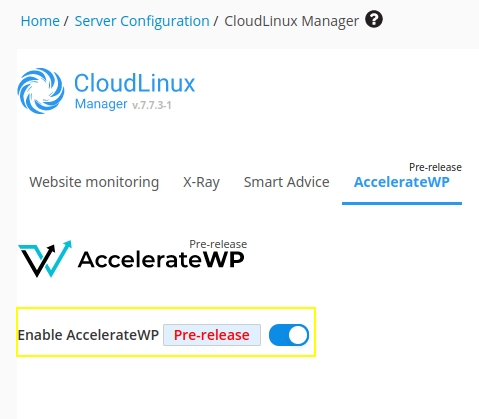 Home / Server Configuration / CloudLinux Manager ?
CloudLinux
Manager v.7.7.3-1
Pre-release
Website monitoring X-Ray Smart Advice AccelerateWP
Pre-release
AccelerateWP
Enable AccelerateWP Pre-release